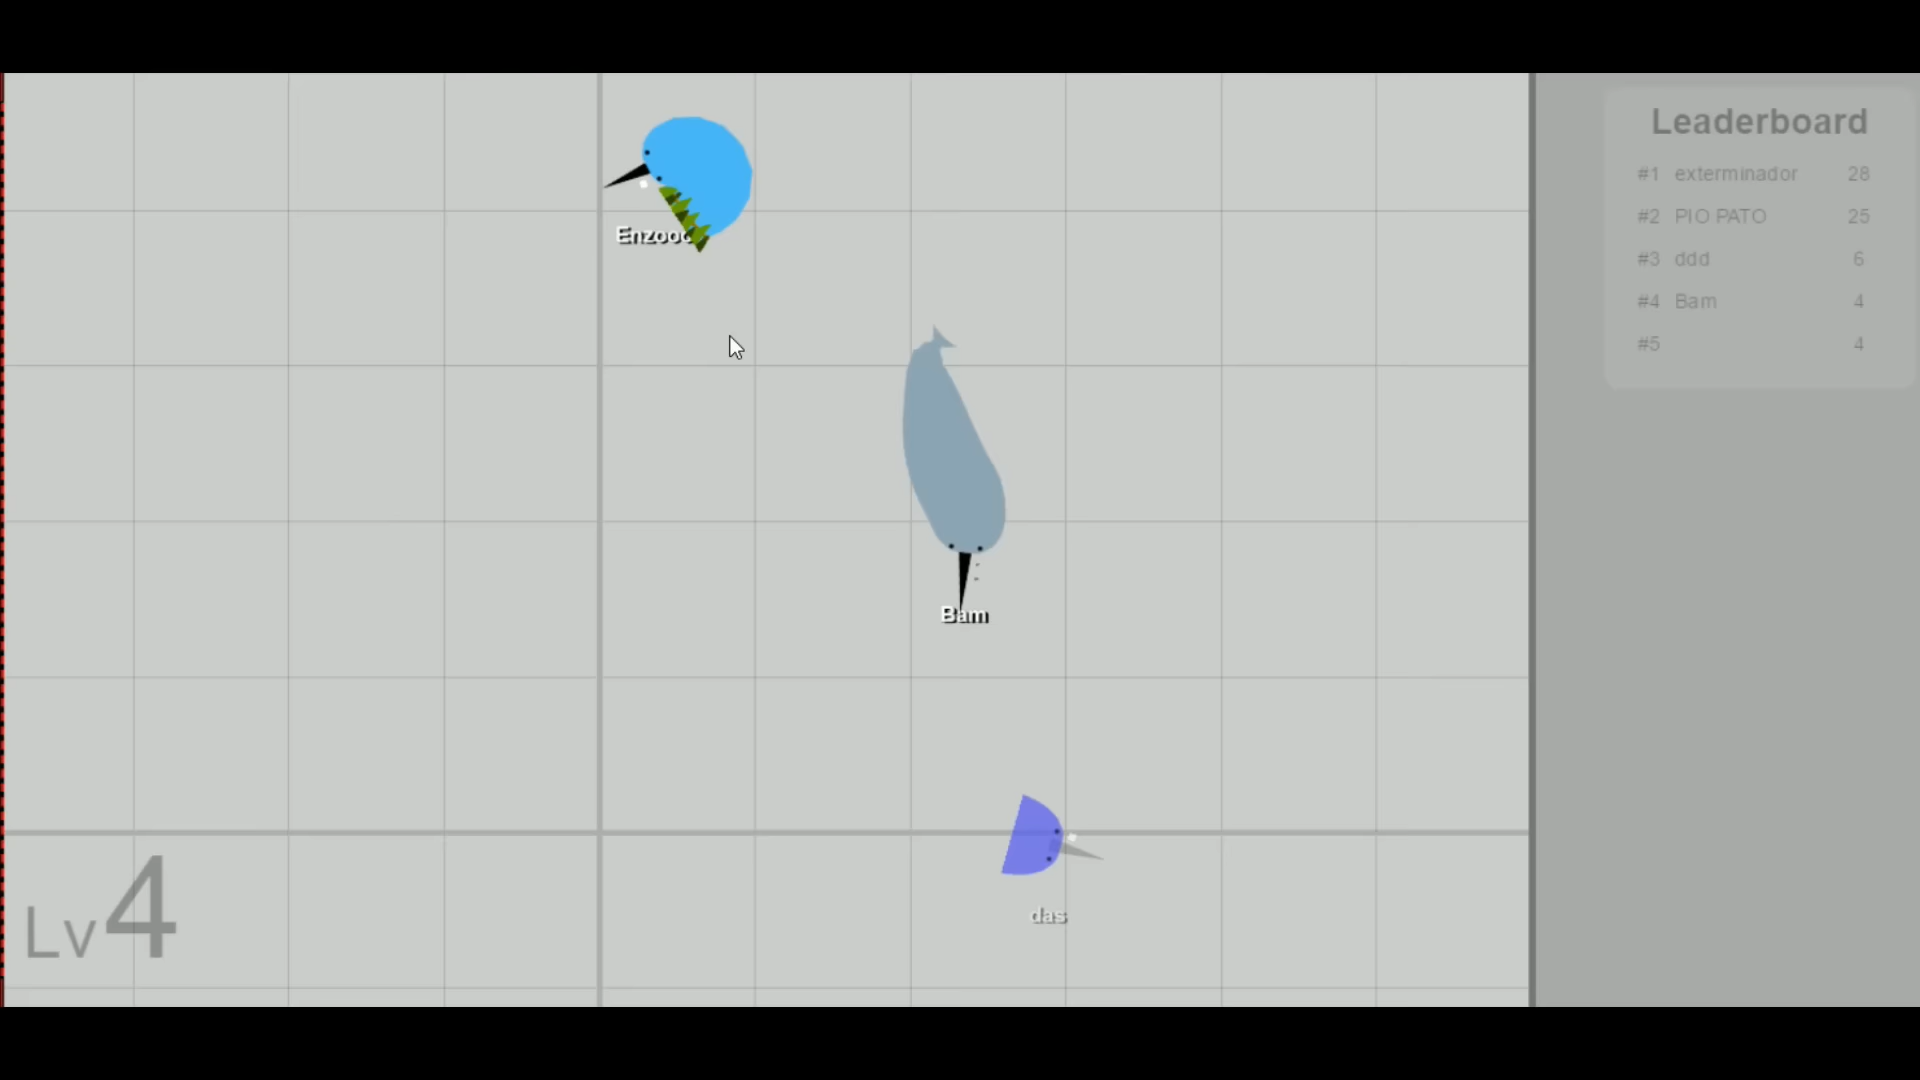 Leaderboard
#1 exterminador 28
#2 PIO PATO 25
#3 ddd 6
#4 Bam 4
#5 4
Bam
das
Lv4